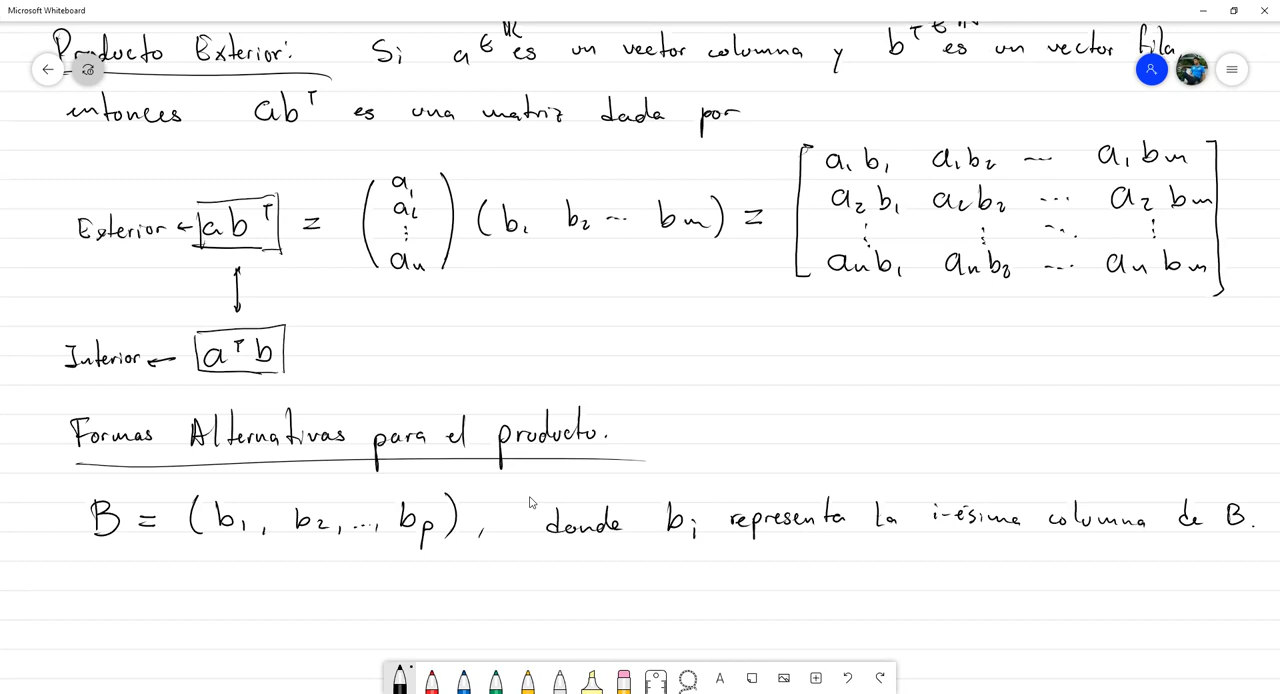 Microsoft Whiteboard
Producto Exterior: Si a ∈ es un vector columna y bᵀ ∈ es un vector fila,
entonces abᵀ es una matriz dada por
Exterior ← abᵀ = (a₁ a₂ ⋮ aₙ) (b₁ b₂ ... bₘ) = [a₁b₁ a₁b₂ ... a₁bₘ
a₂b₁ a₂b₂ ... a₂bₘ
⋮ ⋮ ⋱ ⋮
aₙb₁ aₙb₂ ... aₙbₘ]
Interior ← aᵀb
Formas Alternativas para el producto.
B = (b₁, b₂, ..., bₚ), donde bᵢ representa la i-ésima columna de B.
A